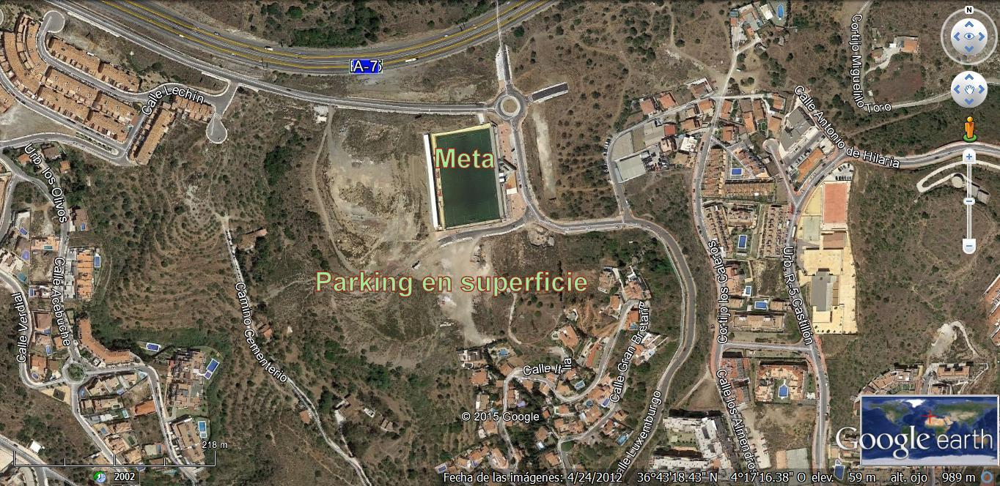 N
Cortijo Miguelillo Toro
A-7
Calle Lechín
Calle Antonio de Hilaria
Meta
Urb. los Olivos
Cortijo los Claleros
Urb. R-5 Castillón
Parking en superficie
Calle Acebuche
Calle Verdial
Camino Cementerio
Calle Gran Bretang
Calle Italia
Calle los Almendros
Calle Luxemburgo
© 2015 Google
218 m
Google earth
2002
Fecha de las imágenes: 4/24/2012 36°43'18.43" N 4°17'16.38" O elev. 59 m alt. ojo 989 m